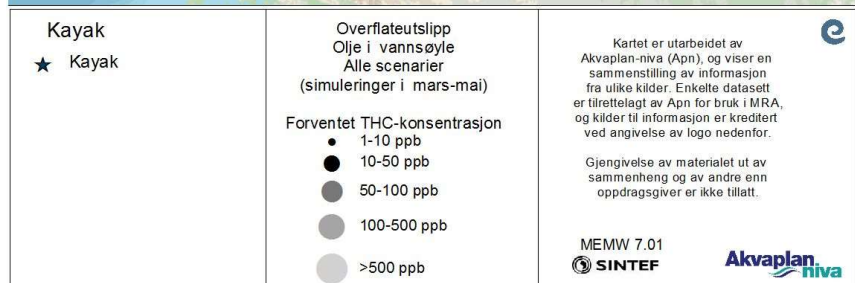 Kayak
Kayak
Overflateutslipp
Olje i vannsøyle
Alle scenarier
(simuleringer i mars-mai)
Forventet THC-konsentrasjon
1-10 ppb
10-50 ppb
50-100 ppb
100-500 ppb
>500 ppb
Kartet er utarbeidet av
Akvaplan-niva (Apn), og viser en
sammenstilling av informasjon
fra ulike kilder. Enkelte datasett
er tilrettelagt av Apn for bruk i MRA,
og kilder til informasjon er kreditert
ved angivelse av logo nedenfor.
Gjengivelse av materialet ut av
sammenheng og av andre enn
oppdragsgiver er ikke tillatt.
MEMW 7.01
SINTEF
Akvaplan
niva